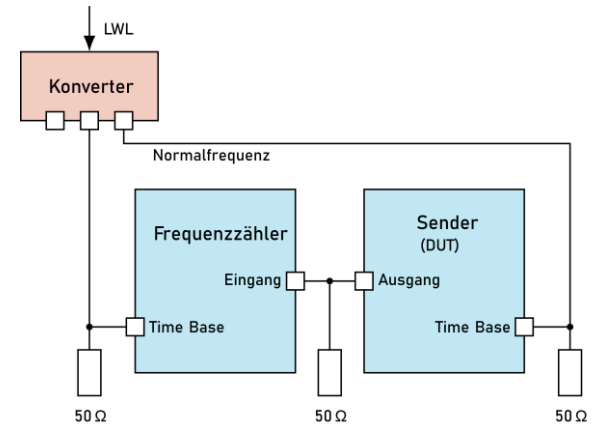 LWL
Konverter
Normalfrequenz
Frequenzzähler
Sender
(DUT)
Eingang
Ausgang
Time Base
Time Base
50 Ω
50 Ω
50 Ω